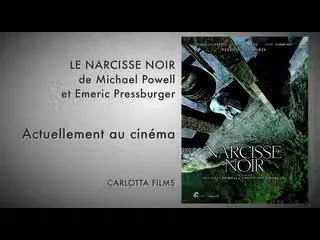 LE NARCISSE NOIR
de Michael Powell
et Emeric Pressburger
Actuellement au cinéma
CARLOTTA FILMS
NARCISSE
NOIR